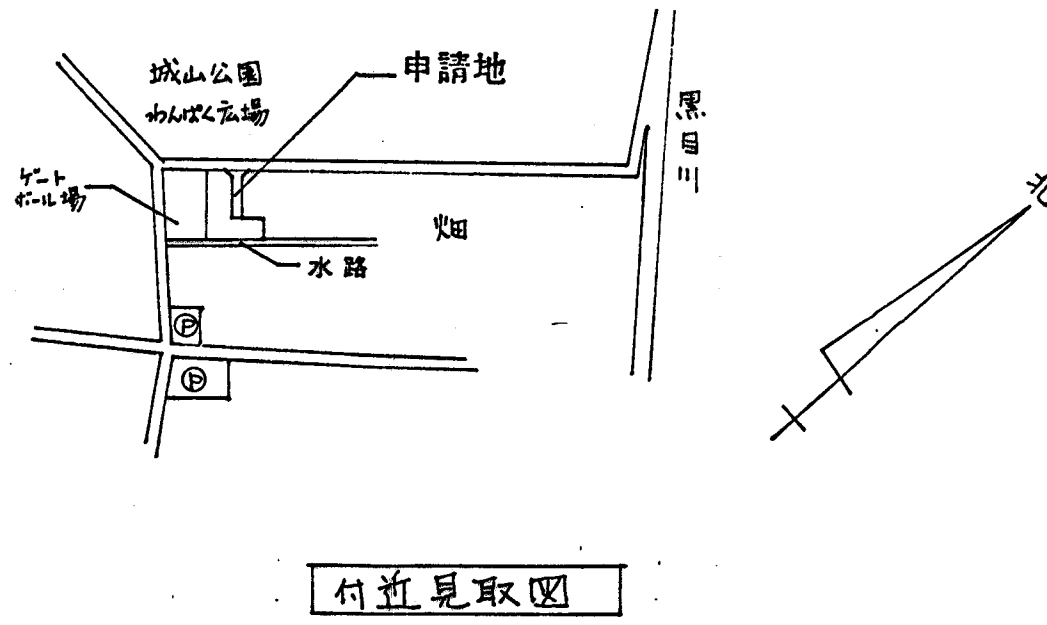 城山公園
わんぱく広場
申請地
黒目川
ゲート
ボール場
畑
水路
北
P
P
付近見取図